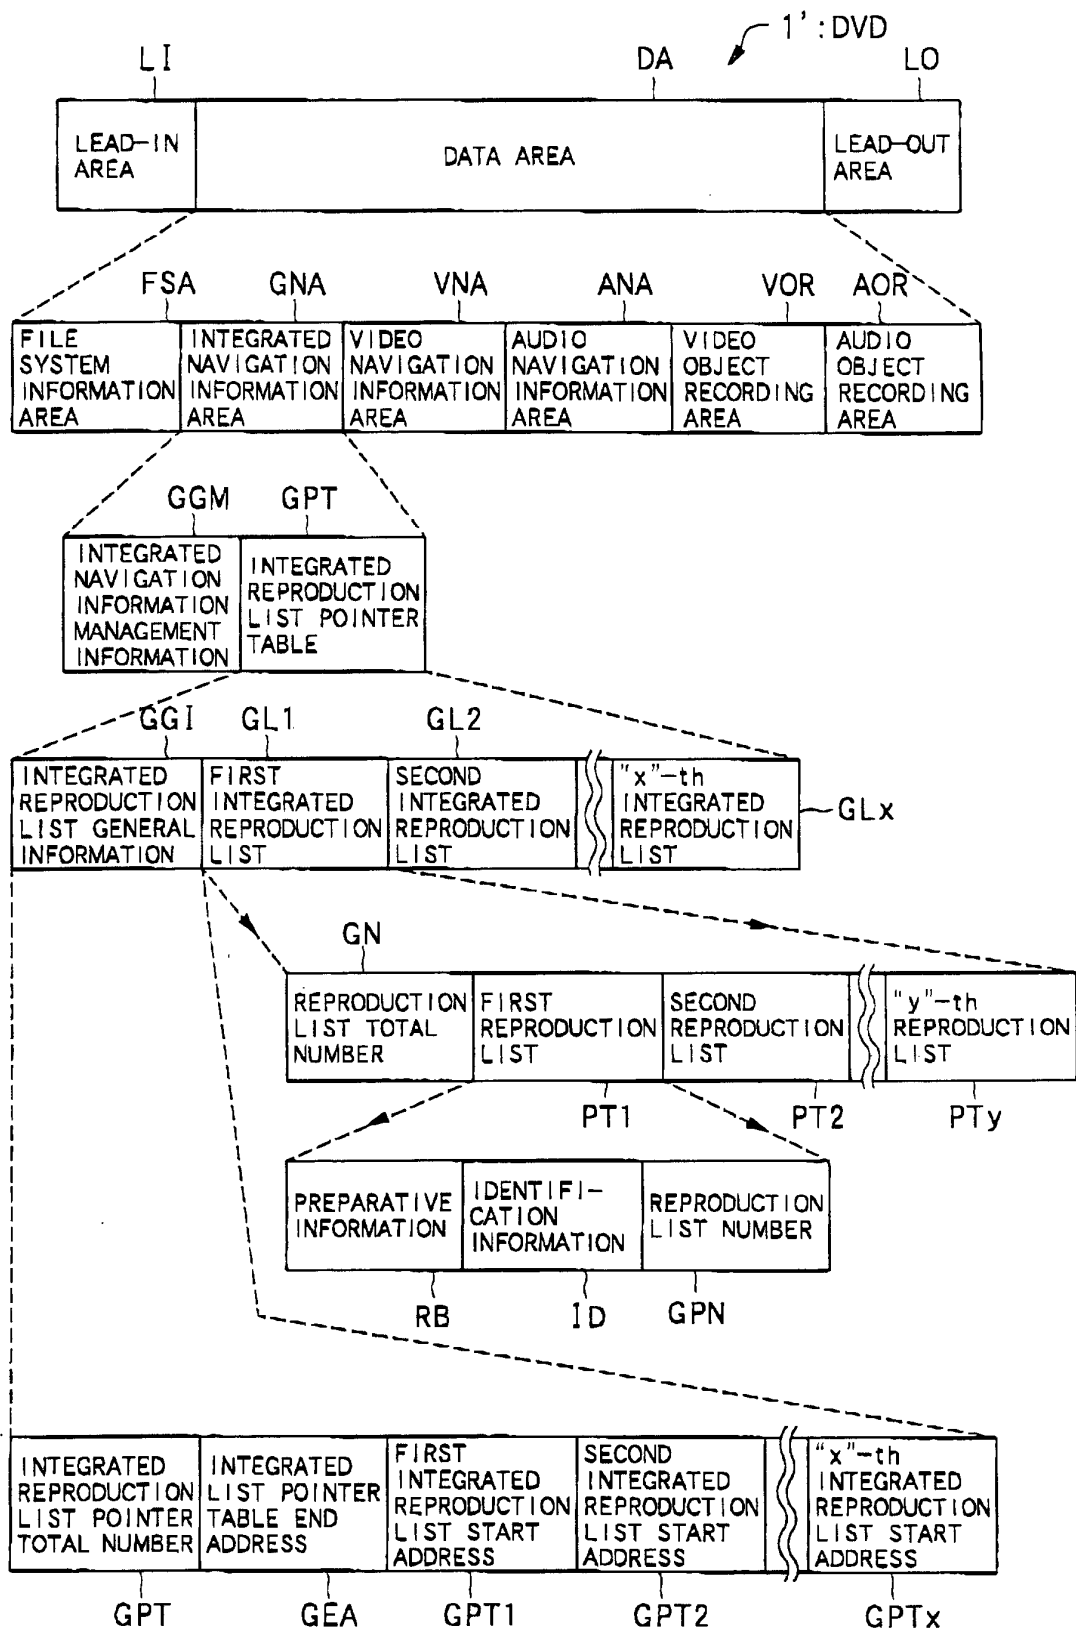 1':DVD
LI
DA
LO
LEAD-IN
AREA
DATA AREA
LEAD-OUT
AREA
FSA
GNA
VNA
ANA
VOR
AOR
FILE
SYSTEM
INFORMATION
AREA
INTEGRATED
NAVIGATION
INFORMATION
AREA
VIDEO
NAVIGATION
INFORMATION
AREA
AUDIO
NAVIGATION
INFORMATION
AREA
VIDEO
OBJECT
RECORDING
AREA
AUDIO
OBJECT
RECORDING
AREA
GGM
GPT
INTEGRATED
NAVIGATION
INFORMATION
MANAGEMENT
INFORMATION
INTEGRATED
REPRODUCTION
LIST POINTER
TABLE
GGI
GL1
GL2
INTEGRATED
REPRODUCTION
LIST GENERAL
INFORMATION
FIRST
INTEGRATED
REPRODUCTION
LIST
SECOND
INTEGRATED
REPRODUCTION
LIST
"x"-th
INTEGRATED
REPRODUCTION
LIST
GLx
GN
REPRODUCTION
LIST TOTAL
NUMBER
FIRST
REPRODUCTION
LIST
SECOND
REPRODUCTION
LIST
"y"-th
REPRODUCTION
LIST
PT1
PT2
PTy
PREPARATIVE
INFORMATION
IDENTIFI-
CATION
INFORMATION
REPRODUCTION
LIST NUMBER
RB
ID
GPN
INTEGRATED
REPRODUCTION
LIST POINTER
TOTAL NUMBER
INTEGRATED
LIST POINTER
TABLE END
ADDRESS
FIRST
INTEGRATED
REPRODUCTION
LIST START
ADDRESS
SECOND
INTEGRATED
REPRODUCTION
LIST START
ADDRESS
"x"-th
INTEGRATED
REPRODUCTION
LIST START
ADDRESS
GPT
GEA
GPT1
GPT2
GPTx